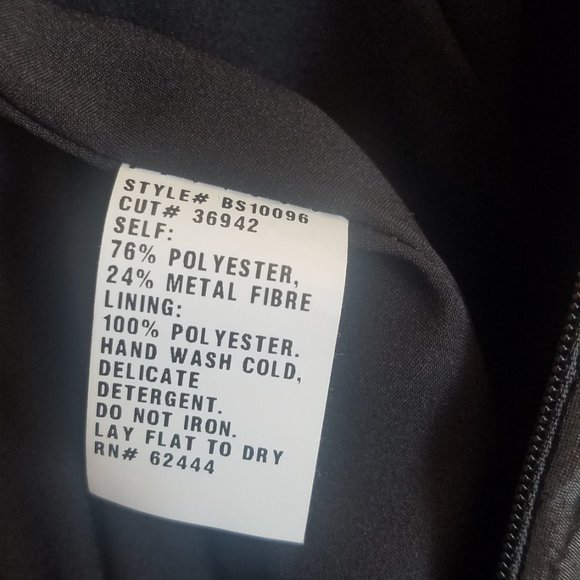 STYLE# BS10096
CUT# 36942
SELF:
76% POLYESTER,
24% METAL FIBRE
LINING:
100% POLYESTER.
HAND WASH COLD,
DELICATE
DETERGENT.
DO NOT IRON.
LAY FLAT TO DRY
RN# 62444